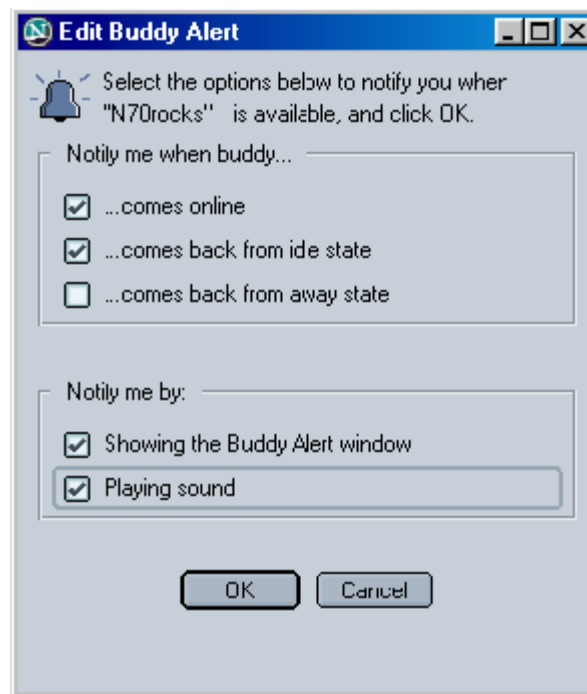 Edit Buddy Alert
Select the options below to notify you when
"N70rocks" is available, and click OK.
Notify me when buddy...
...comes online
...comes back from idle state
...comes back from away state
Notify me by:
Showing the Buddy Alert window
Playing sound
OK
Cancel